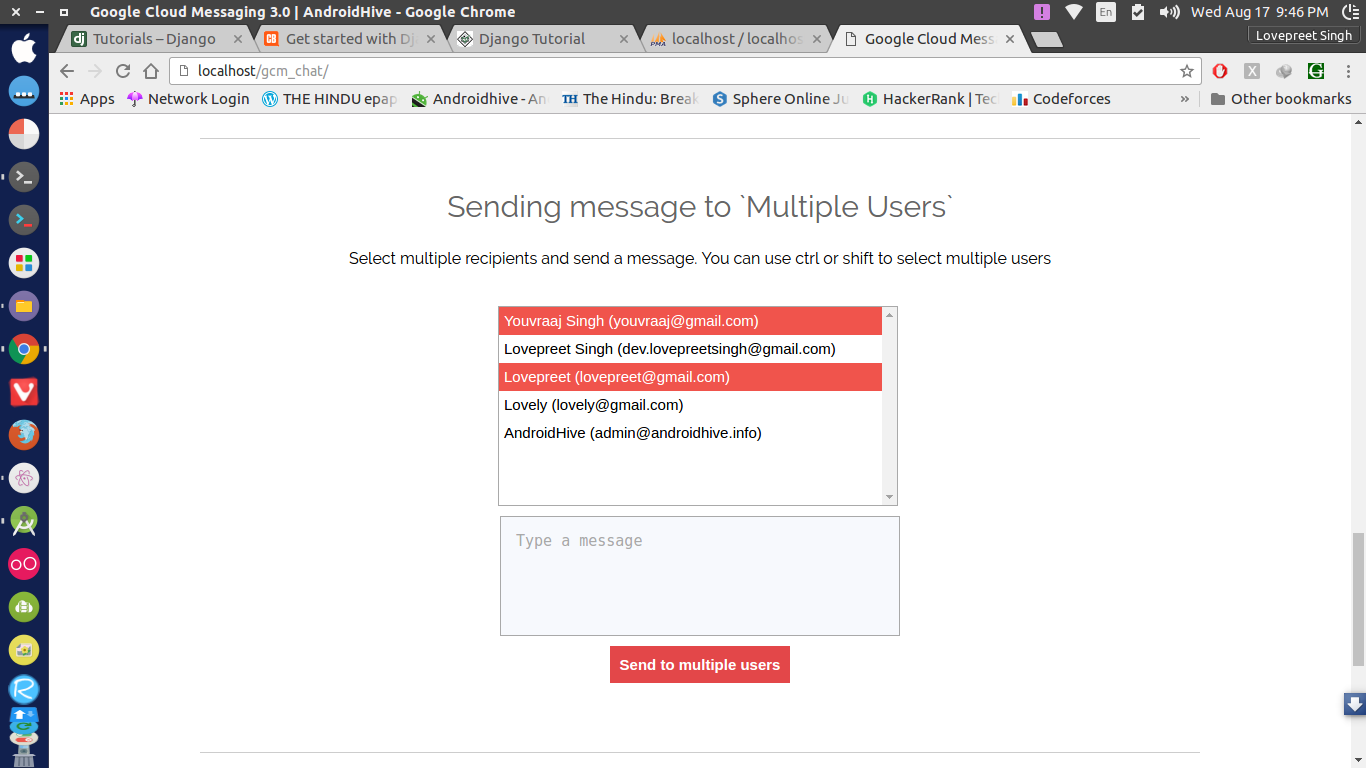 Google Cloud Messaging 3.0 | AndroidHive - Google Chrome
En
Wed Aug 17 9:46 PM
Lovepreet Singh
dj Tutorials – Django
CB Get started with Dj
Django Tutorial
PMA localhost / localhos
Google Cloud Mess
localhost/gcm_chat/
X
G
Apps
Network Login
THE HINDU epap
Androidhive - An
TH The Hindu: Break
Sphere Online Ju
HackerRank | Tec
Codeforces
»
Other bookmarks
Sending message to `Multiple Users`
Select multiple recipients and send a message. You can use ctrl or shift to select multiple users
Youvraaj Singh (youvraaj@gmail.com)
Lovepreet Singh (dev.lovepreetsingh@gmail.com)
Lovepreet (lovepreet@gmail.com)
Lovely (lovely@gmail.com)
AndroidHive (admin@androidhive.info)
Type a message
Send to multiple users